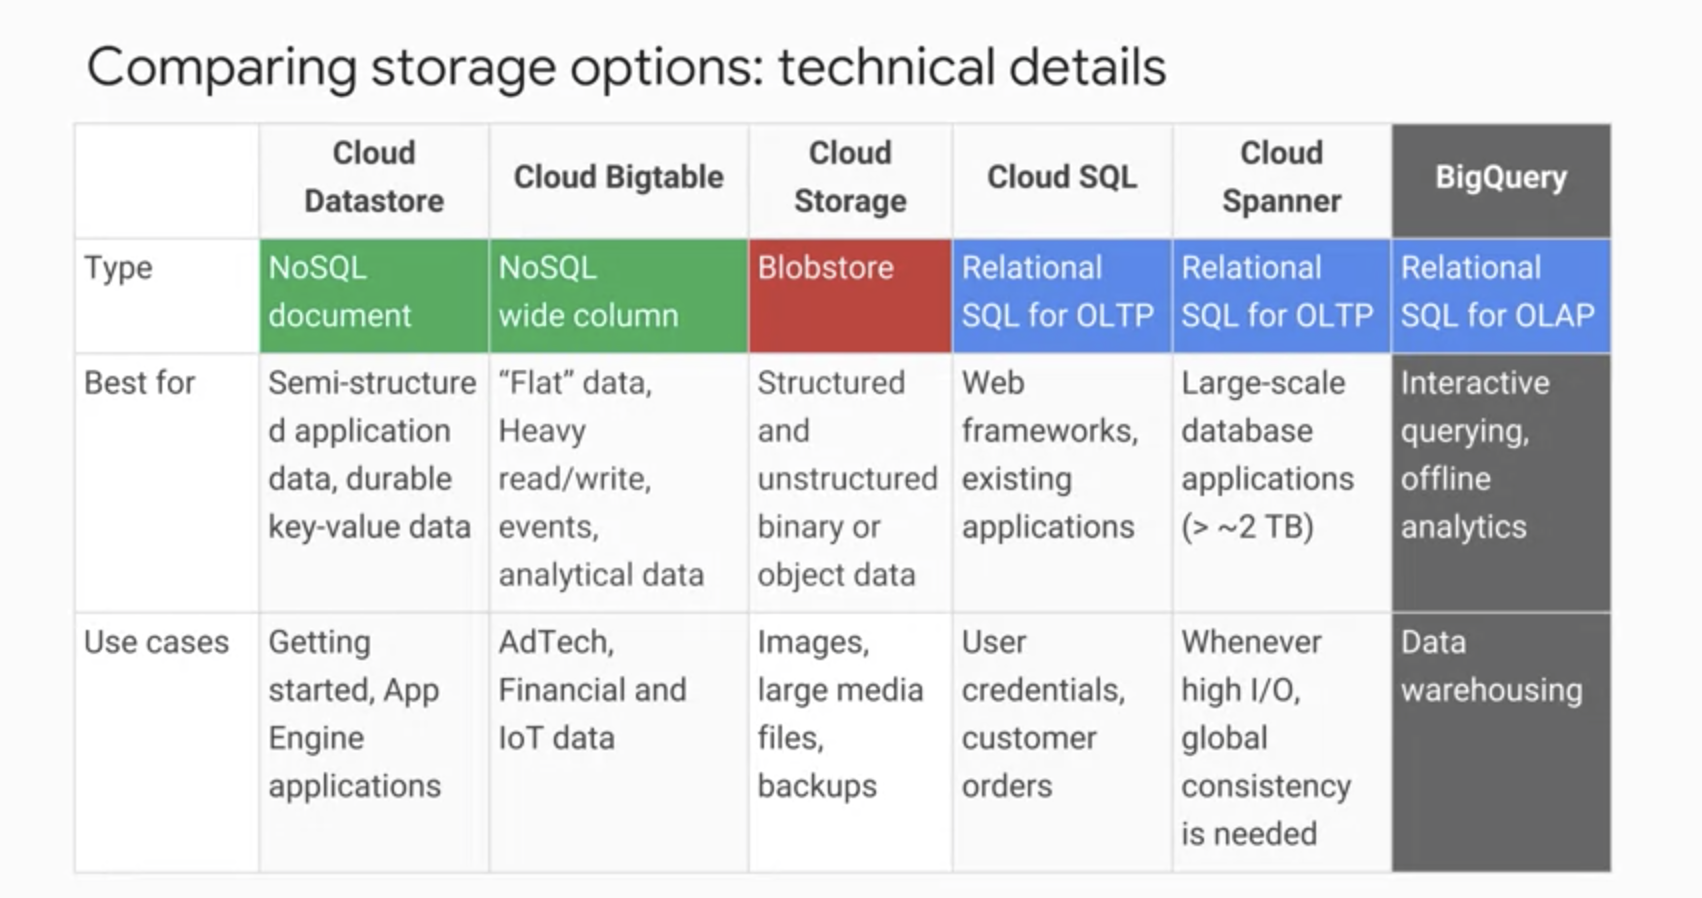 Comparing storage options: technical details
Cloud
Datastore
Cloud Bigtable
Cloud
Storage
Cloud SQL
Cloud
Spanner
BigQuery
Type
NoSQL
document
NoSQL
wide column
Blobstore
Relational
SQL for OLTP
Relational
SQL for OLTP
Relational
SQL for OLAP
Best for
Semi-structure
d application
data, durable
key-value data
“Flat” data,
Heavy
read/write,
events,
analytical data
Structured
and
unstructured
binary or
object data
Web
frameworks,
existing
applications
Large-scale
database
applications
(> ~2 TB)
Interactive
querying,
offline
analytics
Use cases
Getting
started, App
Engine
applications
AdTech,
Financial and
IoT data
Images,
large media
files,
backups
User
credentials,
customer
orders
Whenever
high I/O,
global
consistency
is needed
Data
warehousing